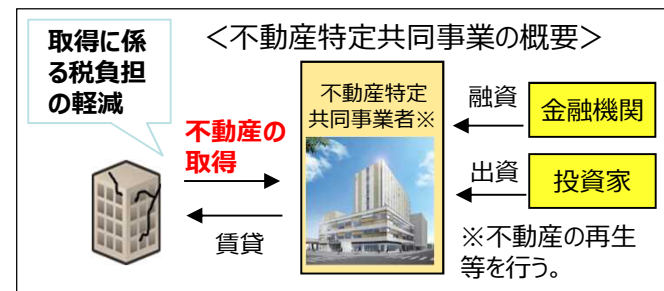 ＜不動産特定共同事業の概要＞
取得に係
る税負担
の軽減
不動産の
取得
賃貸
不動産特定
共同事業者※
融資
金融機関
出資
投資家
※不動産の再生
等を行う。